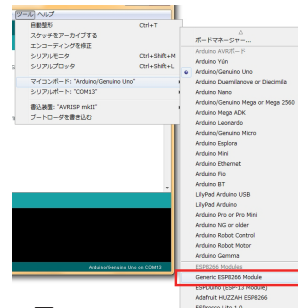 ツール ヘルプ
自動整形 Ctrl+T
スケッチをアーカイブする
エンコーディングを修正
シリアルモニタ Ctrl+Shift+M
シリアルプロッタ Ctrl+Shift+L
マイコンボード: "Arduino/Genuino Uno"
シリアルポート: "COM13"
書込装置: "AVRISP mkII"
ブートローダを書き込む
Arduino/Genuino Uno on COM13
ボードマネージャー...
Arduino AVRボード
Arduino Yún
Arduino/Genuino Uno
Arduino Duemilanove or Diecimila
Arduino Nano
Arduino/Genuino Mega or Mega 2560
Arduino Mega ADK
Arduino Leonardo
Arduino/Genuino Micro
Arduino Esplora
Arduino Mini
Arduino Ethernet
Arduino Fio
Arduino BT
LilyPad Arduino USB
LilyPad Arduino
Arduino Pro or Pro Mini
Arduino NG or older
Arduino Robot Control
Arduino Robot Motor
Arduino Gemma
ESP8266 Modules
Generic ESP8266 Module
ESPDuino (ESP-13 Module)
Adafruit HUZZAH ESP8266
ESPresso Lite 1.0